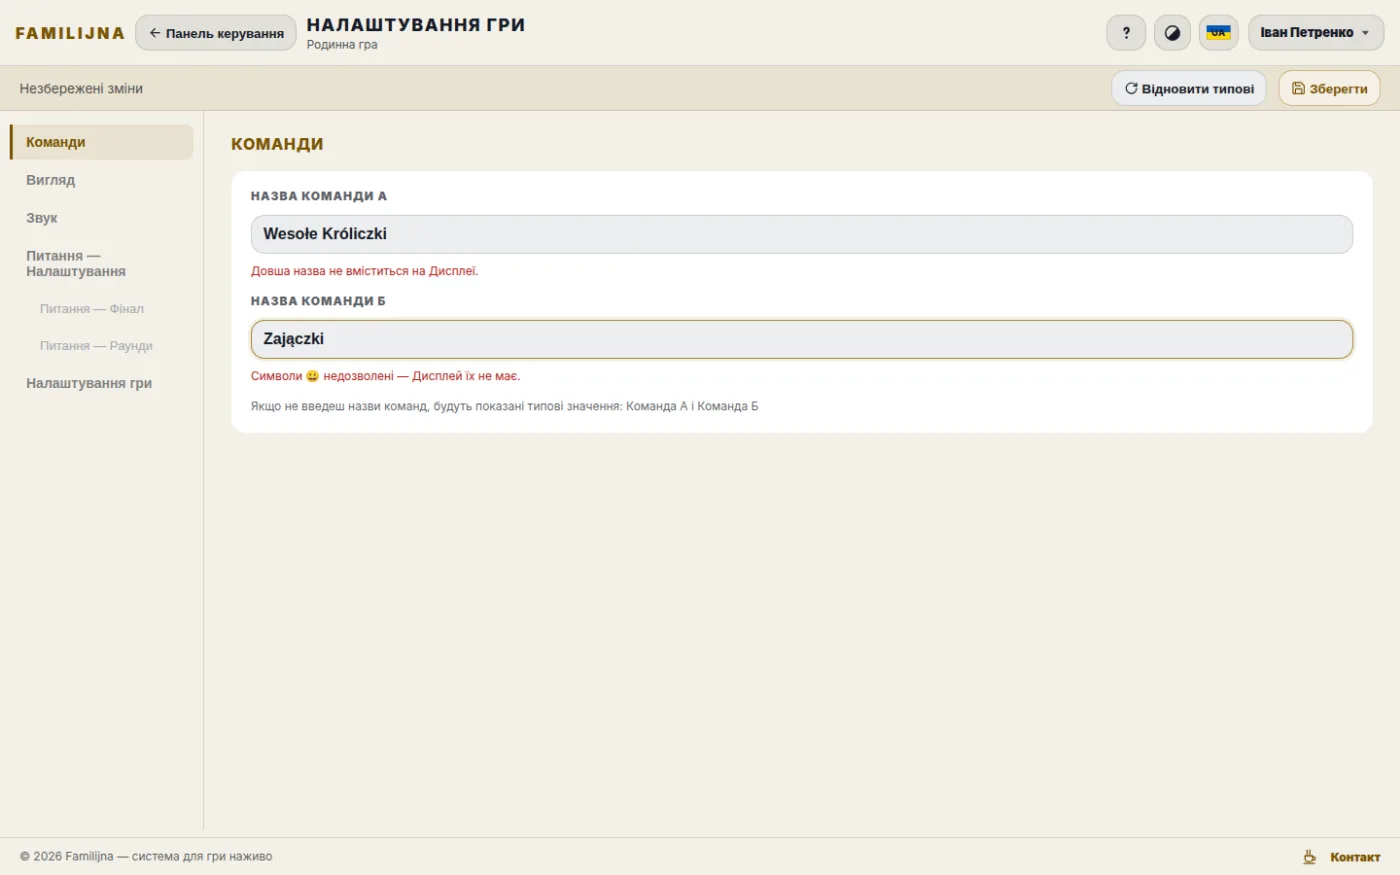 FAMILIJNA
← Панель керування
НАЛАШТУВАННЯ ГРИ
Родинна гра
?
UA
Іван Петренко
Незбережені зміни
Відновити типові
Зберегти
Команди
Вигляд
Звук
Питання —
Налаштування
Питання — Фінал
Питання — Раунди
Налаштування гри
КОМАНДИ
НАЗВА КОМАНДИ А
Wesołe Króliczki
Довша назва не вміститься на Дисплеї.
НАЗВА КОМАНДИ Б
Zajączki
Символи 😀 недозволені — Дисплей їх не має.
Якщо не введеш назви команд, будуть показані типові значення: Команда А і Команда Б
© 2026 Familijna — система для гри наживо
Контакт